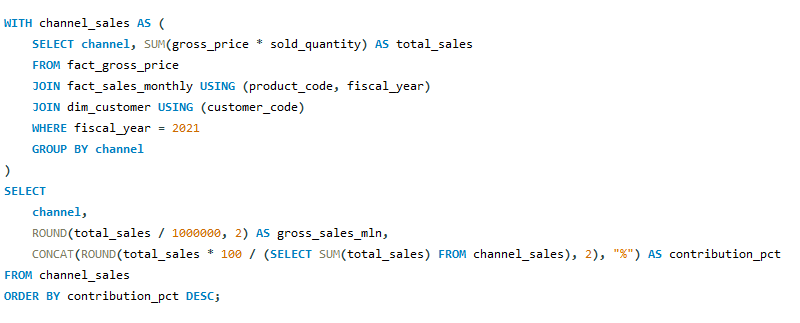 WITH channel_sales AS (
    SELECT channel, SUM(gross_price * sold_quantity) AS total_sales
    FROM fact_gross_price
    JOIN fact_sales_monthly USING (product_code, fiscal_year)
    JOIN dim_customer USING (customer_code)
    WHERE fiscal_year = 2021
    GROUP BY channel
)
SELECT
    channel,
    ROUND(total_sales / 1000000, 2) AS gross_sales_mln,
    CONCAT(ROUND(total_sales * 100 / (SELECT SUM(total_sales) FROM channel_sales), 2), "%") AS contribution_pct
FROM channel_sales
ORDER BY contribution_pct DESC;